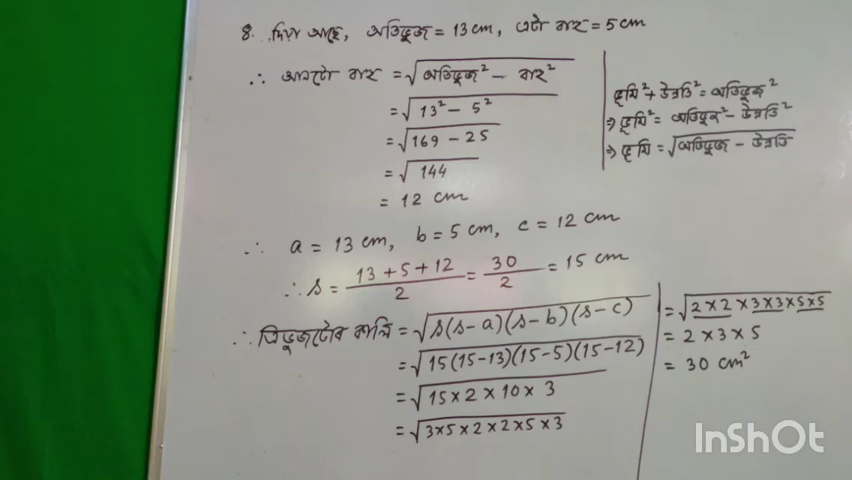 8. দিয়া আছে, অতিভুজ = 13 cm, এটা বাহু = 5 cm
∴ আনটো বাহু = √(অতিভুজ² − বাহু²)
= √(13² − 5²)
= √(169 − 25)
= √144
= 12 cm
ভূমি² + উন্নতি² = অতিভুজ²
⇒ ভূমি² = অতিভুজ² − উন্নতি²
⇒ ভূমি = √(অতিভুজ − উন্নতি)
∴ a = 13 cm, b = 5 cm, c = 12 cm
∴ s = (13 + 5 + 12)/2 = 30/2 = 15 cm
∴ ত্ৰিভুজটোৰ কালি = √(s(s−a)(s−b)(s−c))
= √(15(15−13)(15−5)(15−12))
= √(15 × 2 × 10 × 3)
= √(3×5×2×2×5×3)
= √(2×2×3×3×5×5)
= 2 × 3 × 5
= 30 cm²
InShOt